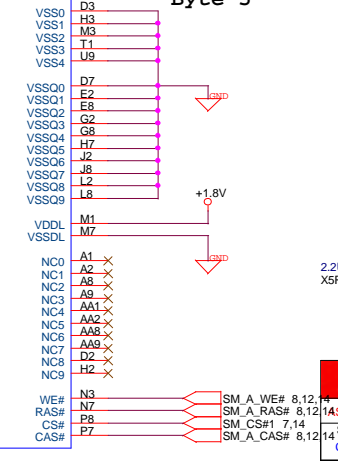 Byte 3
VSS0 D3
VSS1 H3
VSS2 M3
VSS3 T1
VSS4 U9
VSSQ0 D7
GND
VSSQ1 E2
VSSQ2 E8
VSSQ3 G2
VSSQ4 G8
VSSQ5 H7
VSSQ6 J2
VSSQ7 J8
VSSQ8 L2
VSSQ9 L8
+1.8V
VDDL M1
VSSDL M7
GND
NC0 A1
NC1 A2
NC2 A8
NC3 A9
NC4 AA1
NC5 AA2
NC6 AA8
NC7 AA9
NC8 D2
NC9 H2
WE# N3 SM_A_WE# 8,12,14
RAS# N7 SM_A_RAS# 8,12,14
CS# P8 SM_CS#1 7,14
CAS# P7 SM_A_CAS# 8,12,14